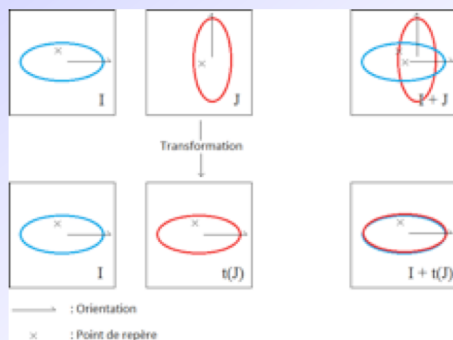 I
J
I + J
Transformation
I
t(J)
I + t(J)
: Orientation
: Point de repère